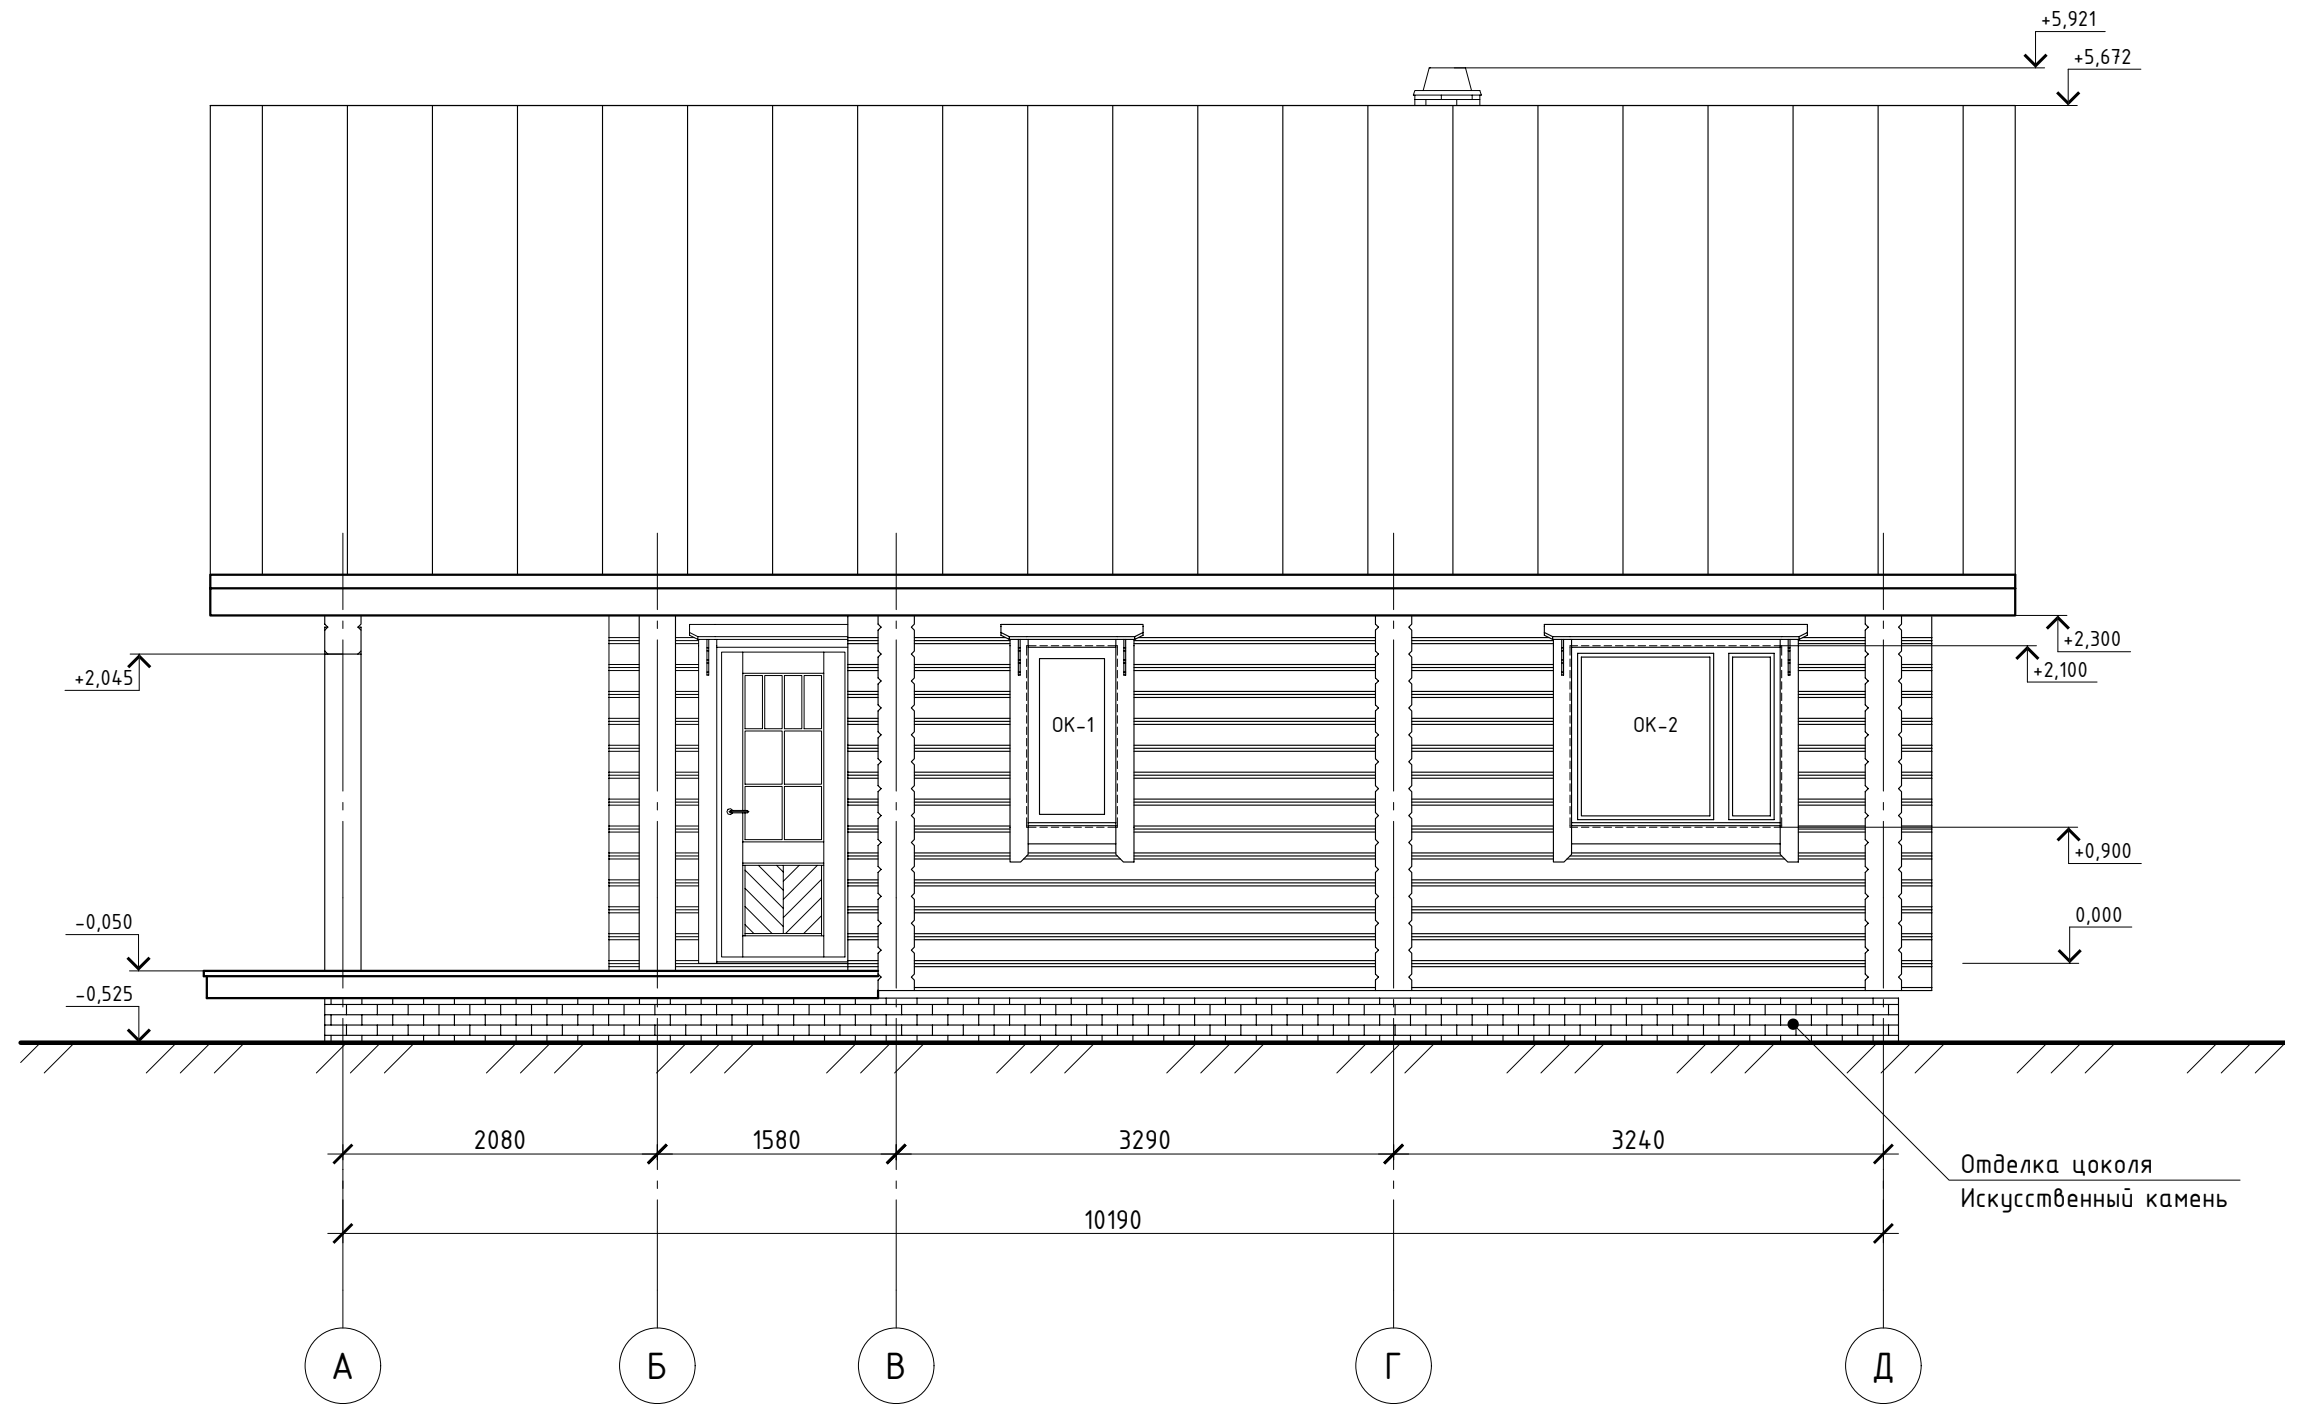 +5,921
+5,672
+2,045
+2,300
+2,100
ОК-1
ОК-2
+0,900
-0,050
0,000
-0,525
2080
1580
3290
3240
Отделка цоколя
Искусственный камень
10190
А
Б
В
Г
Д